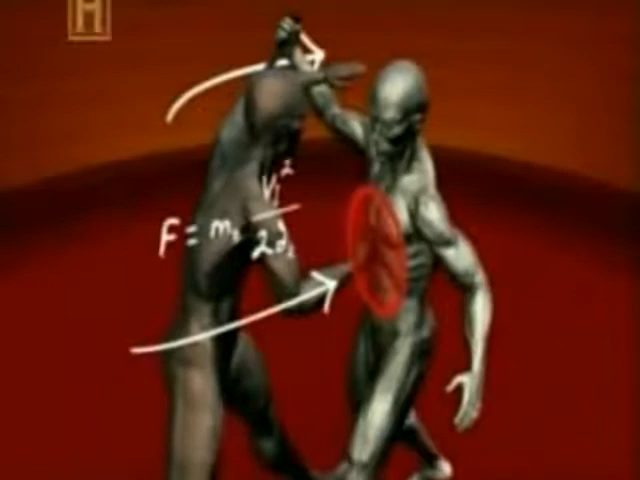 H
F = m₁ V₁²/2d₁